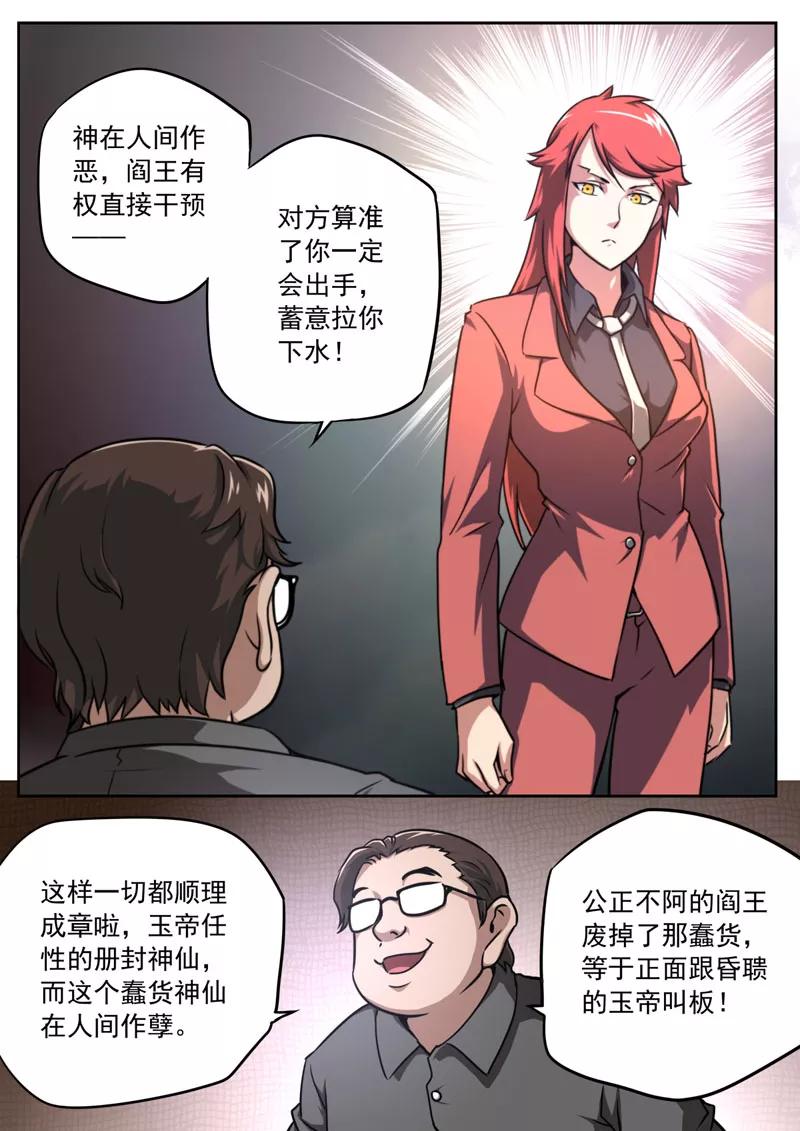 神在人间作
恶，阎王有
权直接干预
——
对方算准
了你一定
会出手，
蓄意拉你
下水！
这样一切都顺理
成章啦，玉帝任
性的册封神仙，
而这个蠢货神仙
在人间作孽。
公正不阿的阎王
废掉了那蠢货，
等于正面跟昏聩
的玉帝叫板！